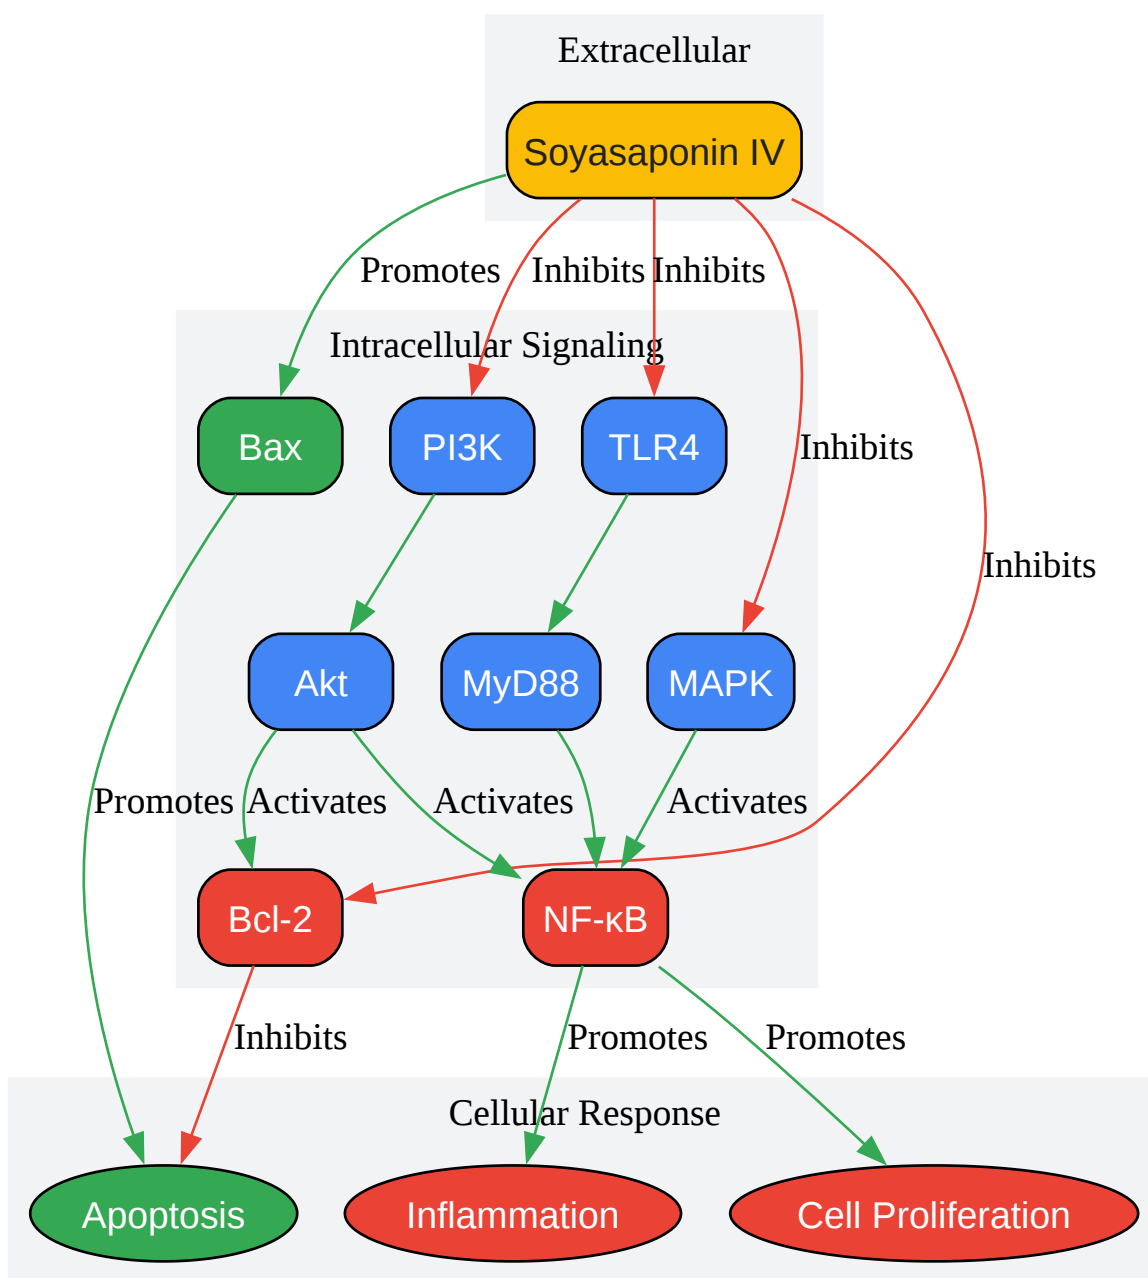 Extracellular
Soyasaponin IV
Promotes
Inhibits
Inhibits
Intracellular Signaling
Bax
PI3K
TLR4
Inhibits
Inhibits
Akt
MyD88
MAPK
Promotes
Activates
Activates
Activates
Bcl-2
NF-κB
Inhibits
Promotes
Promotes
Cellular Response
Apoptosis
Inflammation
Cell Proliferation